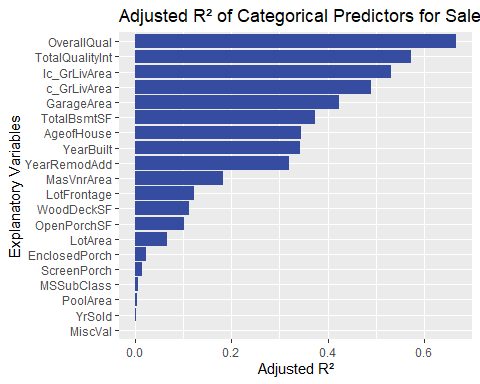 Adjusted R² of Categorical Predictors for Sale
OverallQual
TotalQualityInt
lc_GrLivArea
c_GrLivArea
GarageArea
TotalBsmtSF
AgeofHouse
YearBuilt
YearRemodAdd
MasVnrArea
LotFrontage
WoodDeckSF
OpenPorchSF
LotArea
EnclosedPorch
ScreenPorch
MSSubClass
PoolArea
YrSold
MiscVal
Explanatory Variables
0.0 0.2 0.4 0.6
Adjusted R²